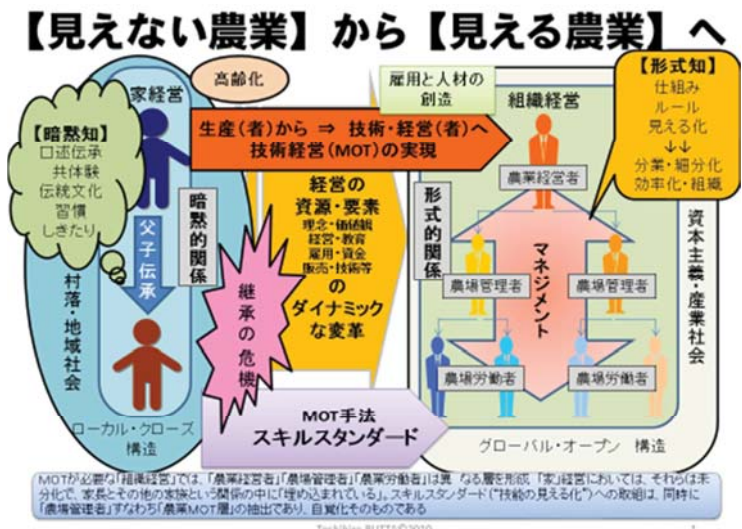 【見えない農業】から【見える農業】へ
高齢化
雇用と人材の
創造
家経営
【暗黙知】
口述伝承
共体験
伝統文化
習慣
しきたり
父子伝承
暗黙的関係
村落・地域社会
ローカル・クローズ
構造
継承の危機
生産(者)から ⇒ 技術・経営(者)へ
技術経営(MOT)の実現
経営の
資源・要素
理念・価値観
経営・教育
雇用・資金
販売・技術等
の
ダイナミック
な変革
MOT手法
スキルスタンダード
組織経営
農業経営者
形式的関係
マネジメント
農場管理者
農場管理者
農場労働者
農場労働者
グローバル・オープン 構造
【形式知】
仕組み
ルール
見える化
↓↓
分業・細分化
効率化・組織
資本主義・産業社会
MOTが必要な「組織経営」では、「農業経営者」「農場管理者」「農業労働者」は異なる層を形成 「家」経営においては、それらは未
分化で、家長とその他の家族という関係の中に「埋め込まれている」。スキルスタンダード("技能の見える化")への取組は、同時に
「農場管理者」すなわち「農業MOT層」の抽出であり、自覚化そのものである
1